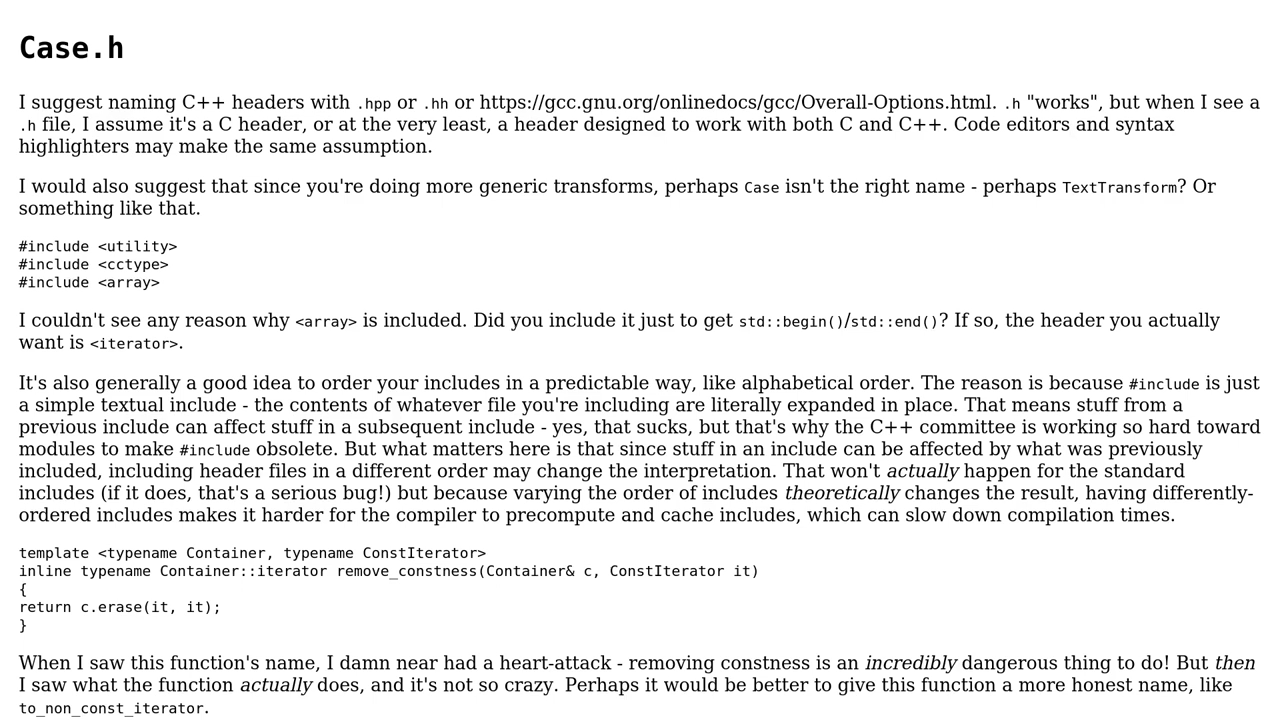 Case.h
I suggest naming C++ headers with .hpp or .hh or https://gcc.gnu.org/onlinedocs/gcc/Overall-Options.html. .h "works", but when I see a
.h file, I assume it's a C header, or at the very least, a header designed to work with both C and C++. Code editors and syntax
highlighters may make the same assumption.
I would also suggest that since you're doing more generic transforms, perhaps Case isn't the right name - perhaps TextTransform? Or
something like that.
#include <utility>
#include <cctype>
#include <array>
I couldn't see any reason why <array> is included. Did you include it just to get std::begin()/std::end()? If so, the header you actually
want is <iterator>.
It's also generally a good idea to order your includes in a predictable way, like alphabetical order. The reason is because #include is just
a simple textual include - the contents of whatever file you're including are literally expanded in place. That means stuff from a
previous include can affect stuff in a subsequent include - yes, that sucks, but that's why the C++ committee is working so hard toward
modules to make #include obsolete. But what matters here is that since stuff in an include can be affected by what was previously
included, including header files in a different order may change the interpretation. That won't actually happen for the standard
includes (if it does, that's a serious bug!) but because varying the order of includes theoretically changes the result, having differently-
ordered includes makes it harder for the compiler to precompute and cache includes, which can slow down compilation times.
template <typename Container, typename ConstIterator>
inline typename Container::iterator remove_constness(Container& c, ConstIterator it)
{
return c.erase(it, it);
}
When I saw this function's name, I damn near had a heart-attack - removing constness is an incredibly dangerous thing to do! But then
I saw what the function actually does, and it's not so crazy. Perhaps it would be better to give this function a more honest name, like
to_non_const_iterator.